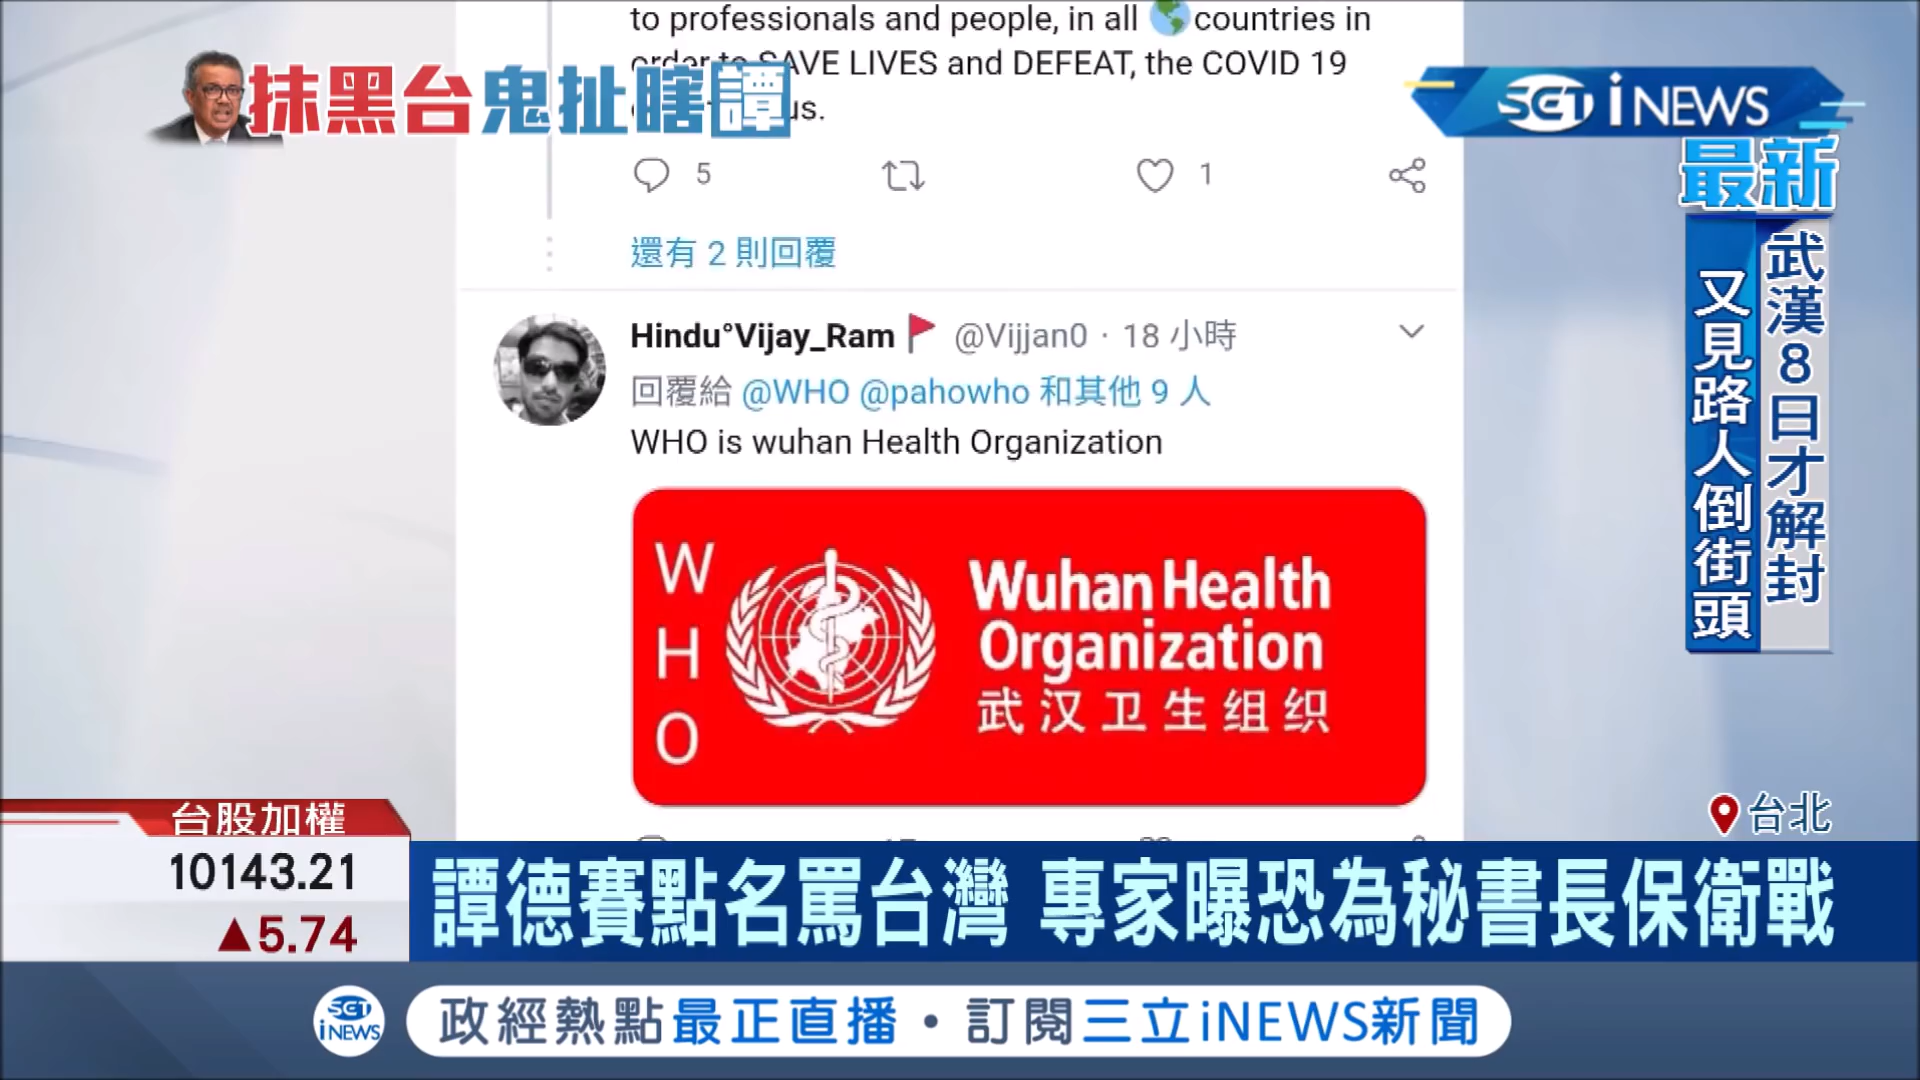 to professionals and people, in all countries in
order to SAVE LIVES and DEFEAT, the COVID 19
us.
抹黑台 鬼扯瞎譚
SET iNEWS
最新
武漢8日才解封
又見路人倒街頭
5
1
還有 2 則回覆
Hindu°Vijay_Ram @Vijjan0 · 18 小時
回覆給 @WHO @pahowho 和其他 9 人
WHO is wuhan Health Organization
WHO
Wuhan Health
Organization
武汉卫生组织
台北
台股加權
10143.21
▲5.74
譚德賽點名罵台灣 專家曝恐為秘書長保衛戰
SET iNEWS
政經熱點最正直播 • 訂閱三立iNEWS新聞